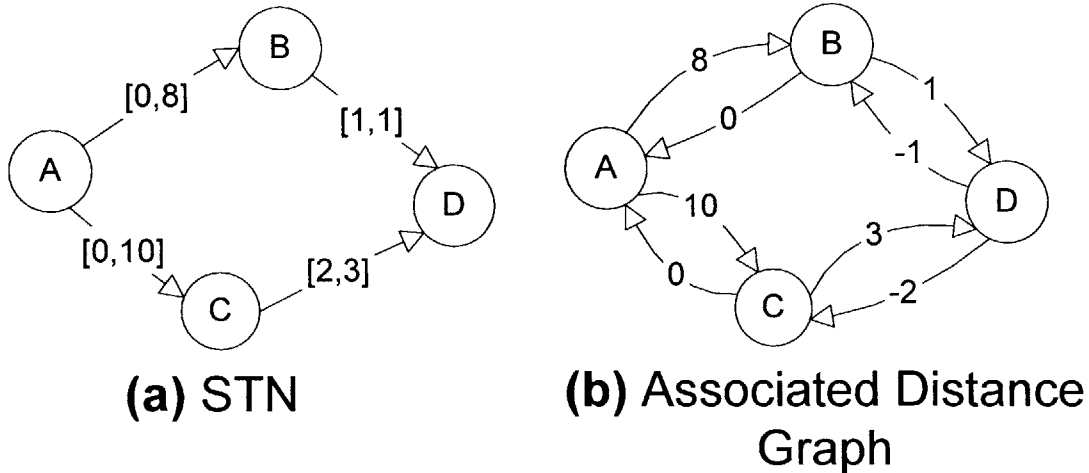 B
[0,8]
[1,1]
A
D
[0,10]
[2,3]
C
(a) STN
B
8
1
0
-1
A
D
10
3
0
-2
C
(b) Associated Distance
Graph